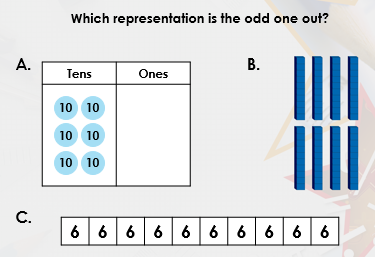 Which representation is the odd one out?
A.
Tens Ones
10 10
10 10
10 10
B.
C.
6 6 6 6 6 6 6 6 6 6